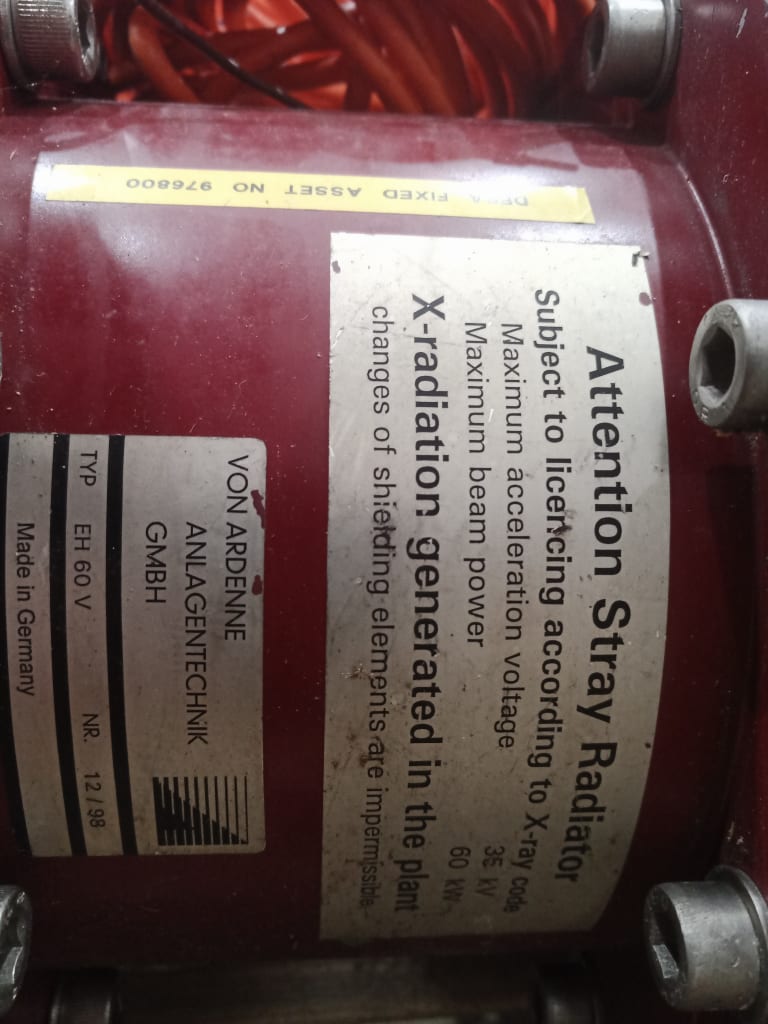 FIXED ASSET NO 976800
Attention Stray Radiator
Subject to licencing according to X-ray code
Maximum acceleration voltage 35 kV
Maximum beam power 60 kW
X-radiation generated in the plant
changes of shielding elements are impermissible.
VON ARDENNE
ANLAGENTECHNIK
GMBH
TYP EH 60 V NR. 12 / 98
Made in Germany